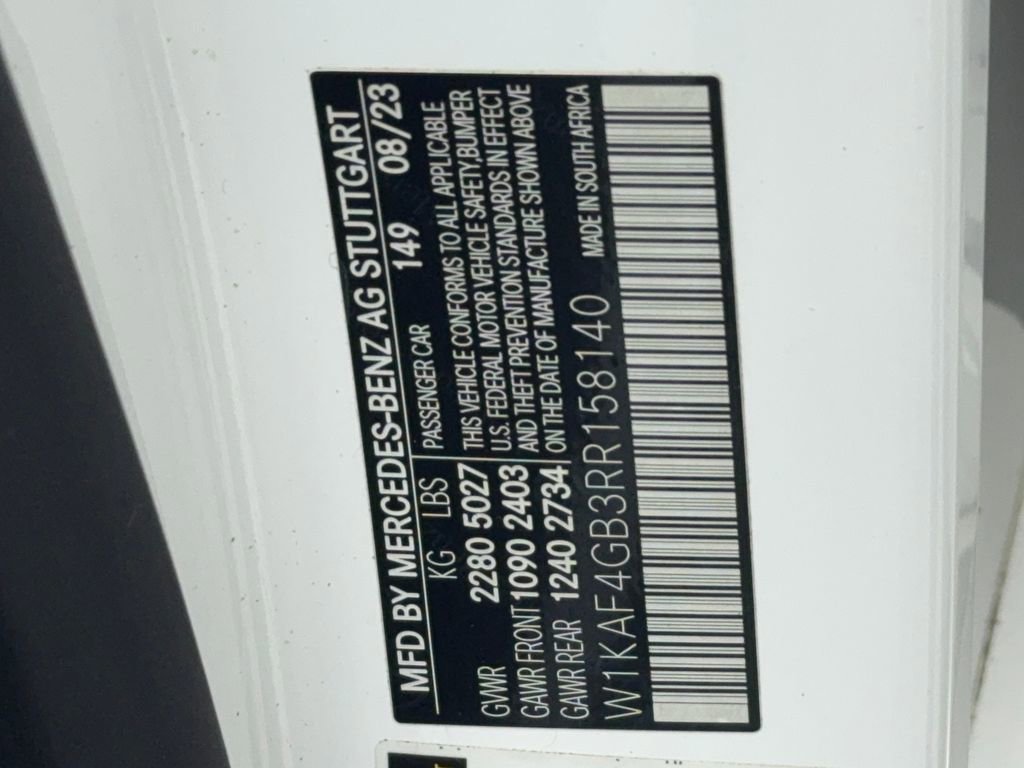 MFD BY MERCEDES-BENZ AG STUTTGART
KG LBS 149 08/23
GVWR 2280 5027
GAWR FRONT 1090 2403
GAWR REAR 1240 2734
PASSENGER CAR
THIS VEHICLE CONFORMS TO ALL APPLICABLE
U.S. FEDERAL MOTOR VEHICLE SAFETY,BUMPER
AND THEFT PREVENTION STANDARDS IN EFFECT
ON THE DATE OF MANUFACTURE SHOWN ABOVE
W1KAF4GB3RR158140 MADE IN SOUTH AFRICA